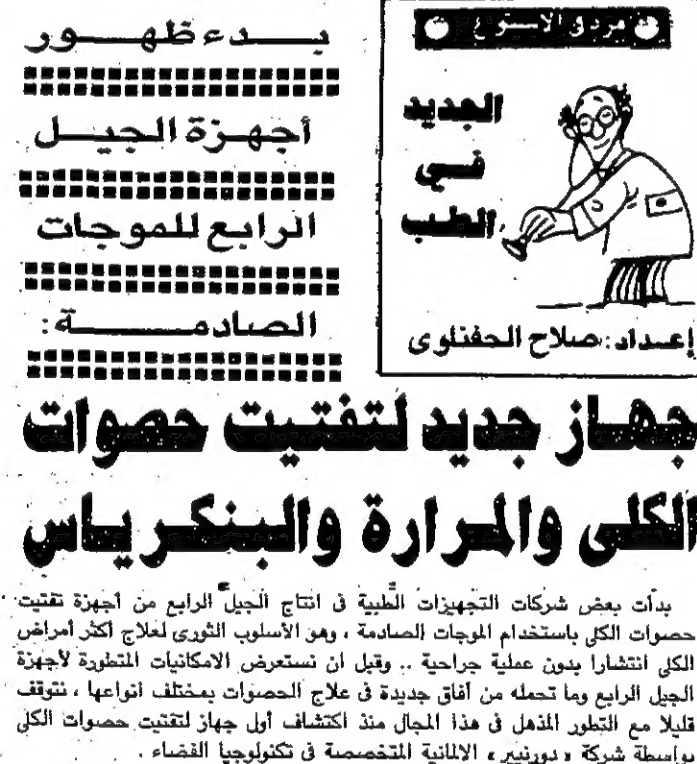 مرة في الاسبوع
الجديد
في
الطب
إعداد: صلاح الحفناوى
بدء ظهور
أجهزة الجيل
الرابع للموجات
الصادمة:
جهاز جديد لتفتيت حصوات
الكلى والمرارة والبنكرياس
بدأت بعض شركات التجهيزات الطبية في انتاج الجيل الرابع من أجهزة تفتيت
حصوات الكلى باستخدام الموجات الصادمة ، وهو الأسلوب الثورى لعلاج أكثر أمراض
الكلى انتشارا بدون عملية جراحية .. وقبل ان نستعرض الامكانيات المتطورة لأجهزة
الجيل الرابع وما تحمله من آفاق جديدة في علاج الحصوات بمختلف انواعها ، نتوقف
قليلا مع التطور المذهل في هذا المجال منذ اكتشاف أول جهاز لتفتيت حصوات الكلى
بواسطة شركة « دورنيير » الالمانية المتخصصة في تكنولوجيا الفضاء .